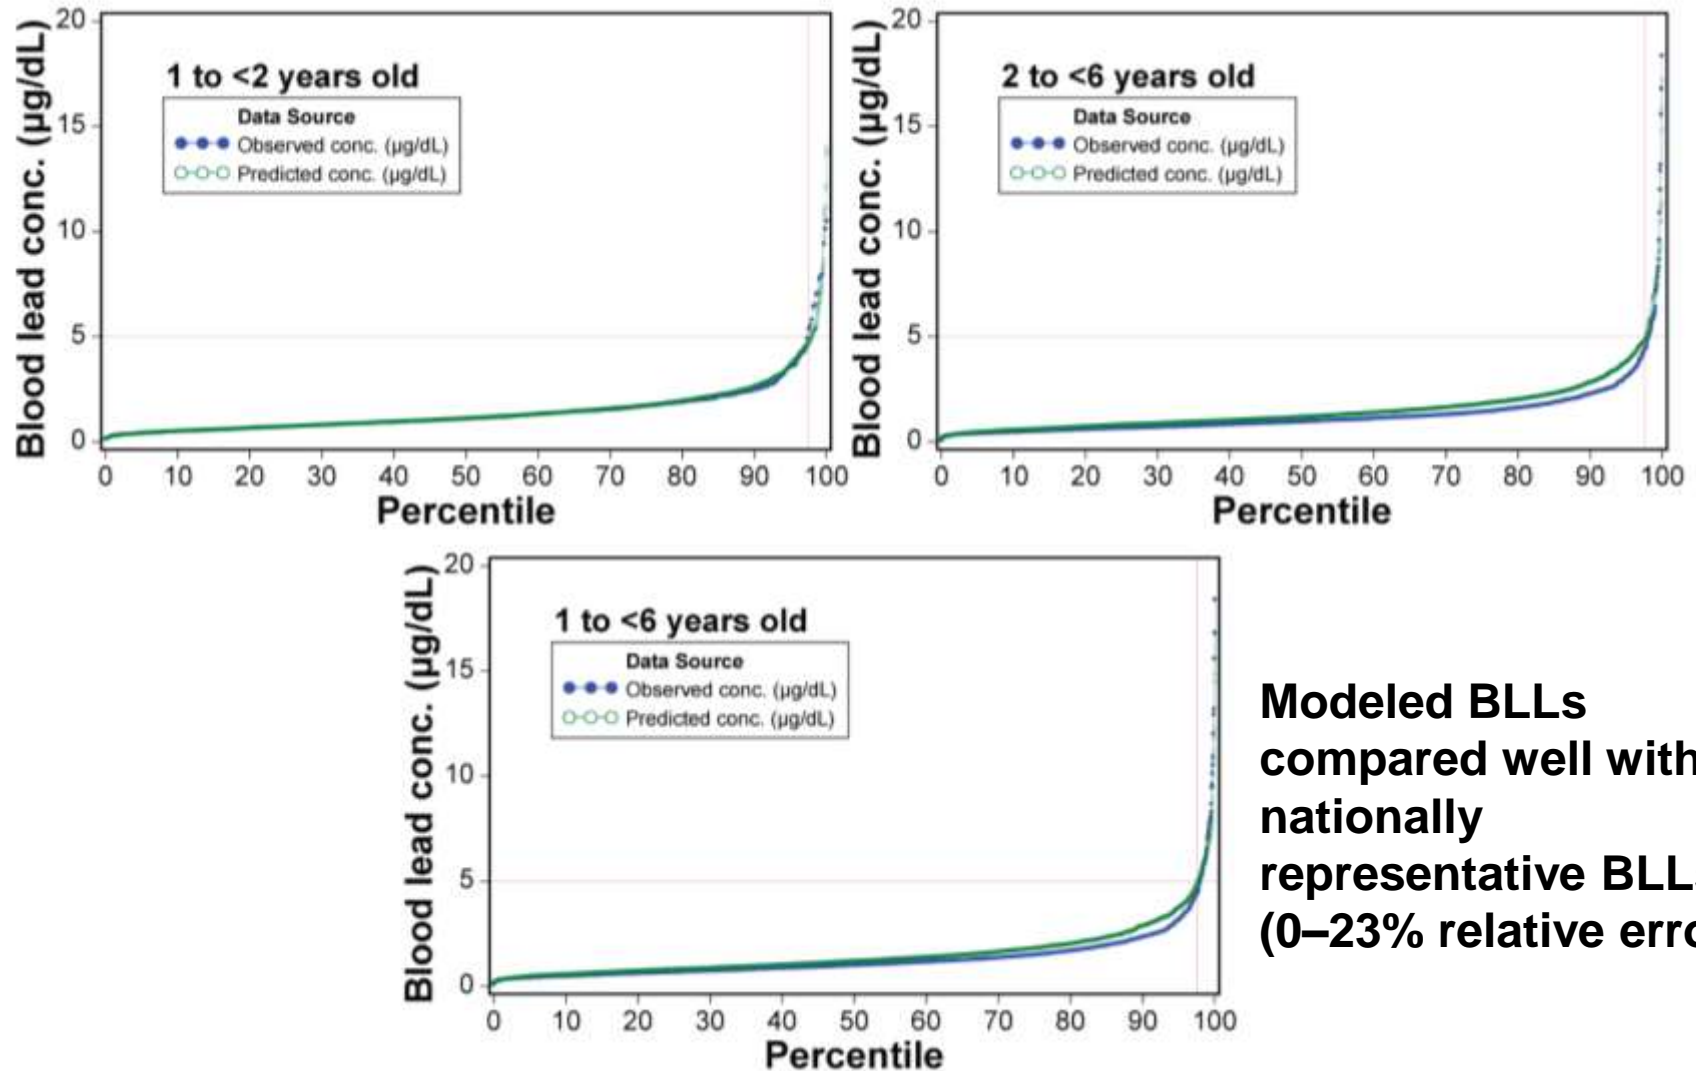 20
15
10
5
0
Blood lead conc. (µg/dL)
1 to <2 years old
Data Source
Observed conc. (µg/dL)
Predicted conc. (µg/dL)
0 10 20 30 40 50 60 70 80 90 100
Percentile
20
15
10
5
0
Blood lead conc. (µg/dL)
2 to <6 years old
Data Source
Observed conc. (µg/dL)
Predicted conc. (µg/dL)
0 10 20 30 40 50 60 70 80 90 100
Percentile
20
15
10
5
0
Blood lead conc. (µg/dL)
1 to <6 years old
Data Source
Observed conc. (µg/dL)
Predicted conc. (µg/dL)
0 10 20 30 40 50 60 70 80 90 100
Percentile
Modeled BLLs
compared well with
nationally
representative
(0–23% relative